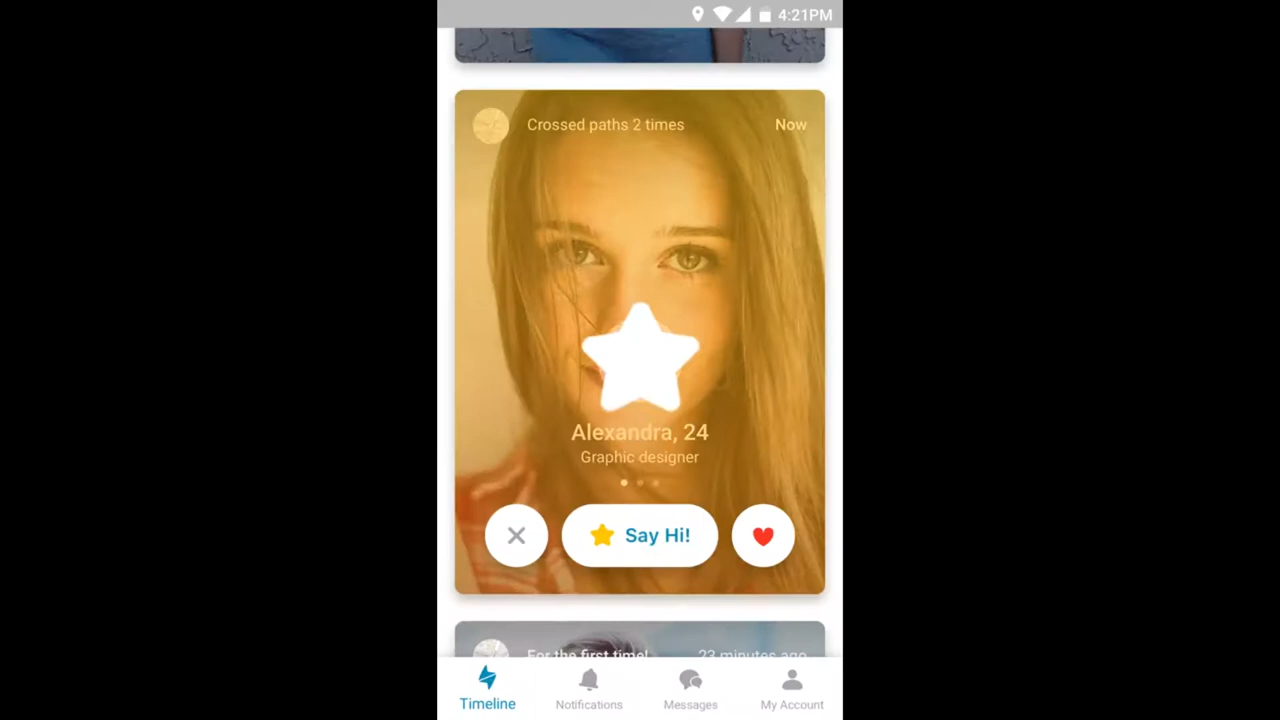 4:21PM
Crossed paths 2 times
Now
Alexandra, 24
Graphic designer
Say Hi!
For the first time!
23 minutes ago
Timeline
Notifications
Messages
My Account